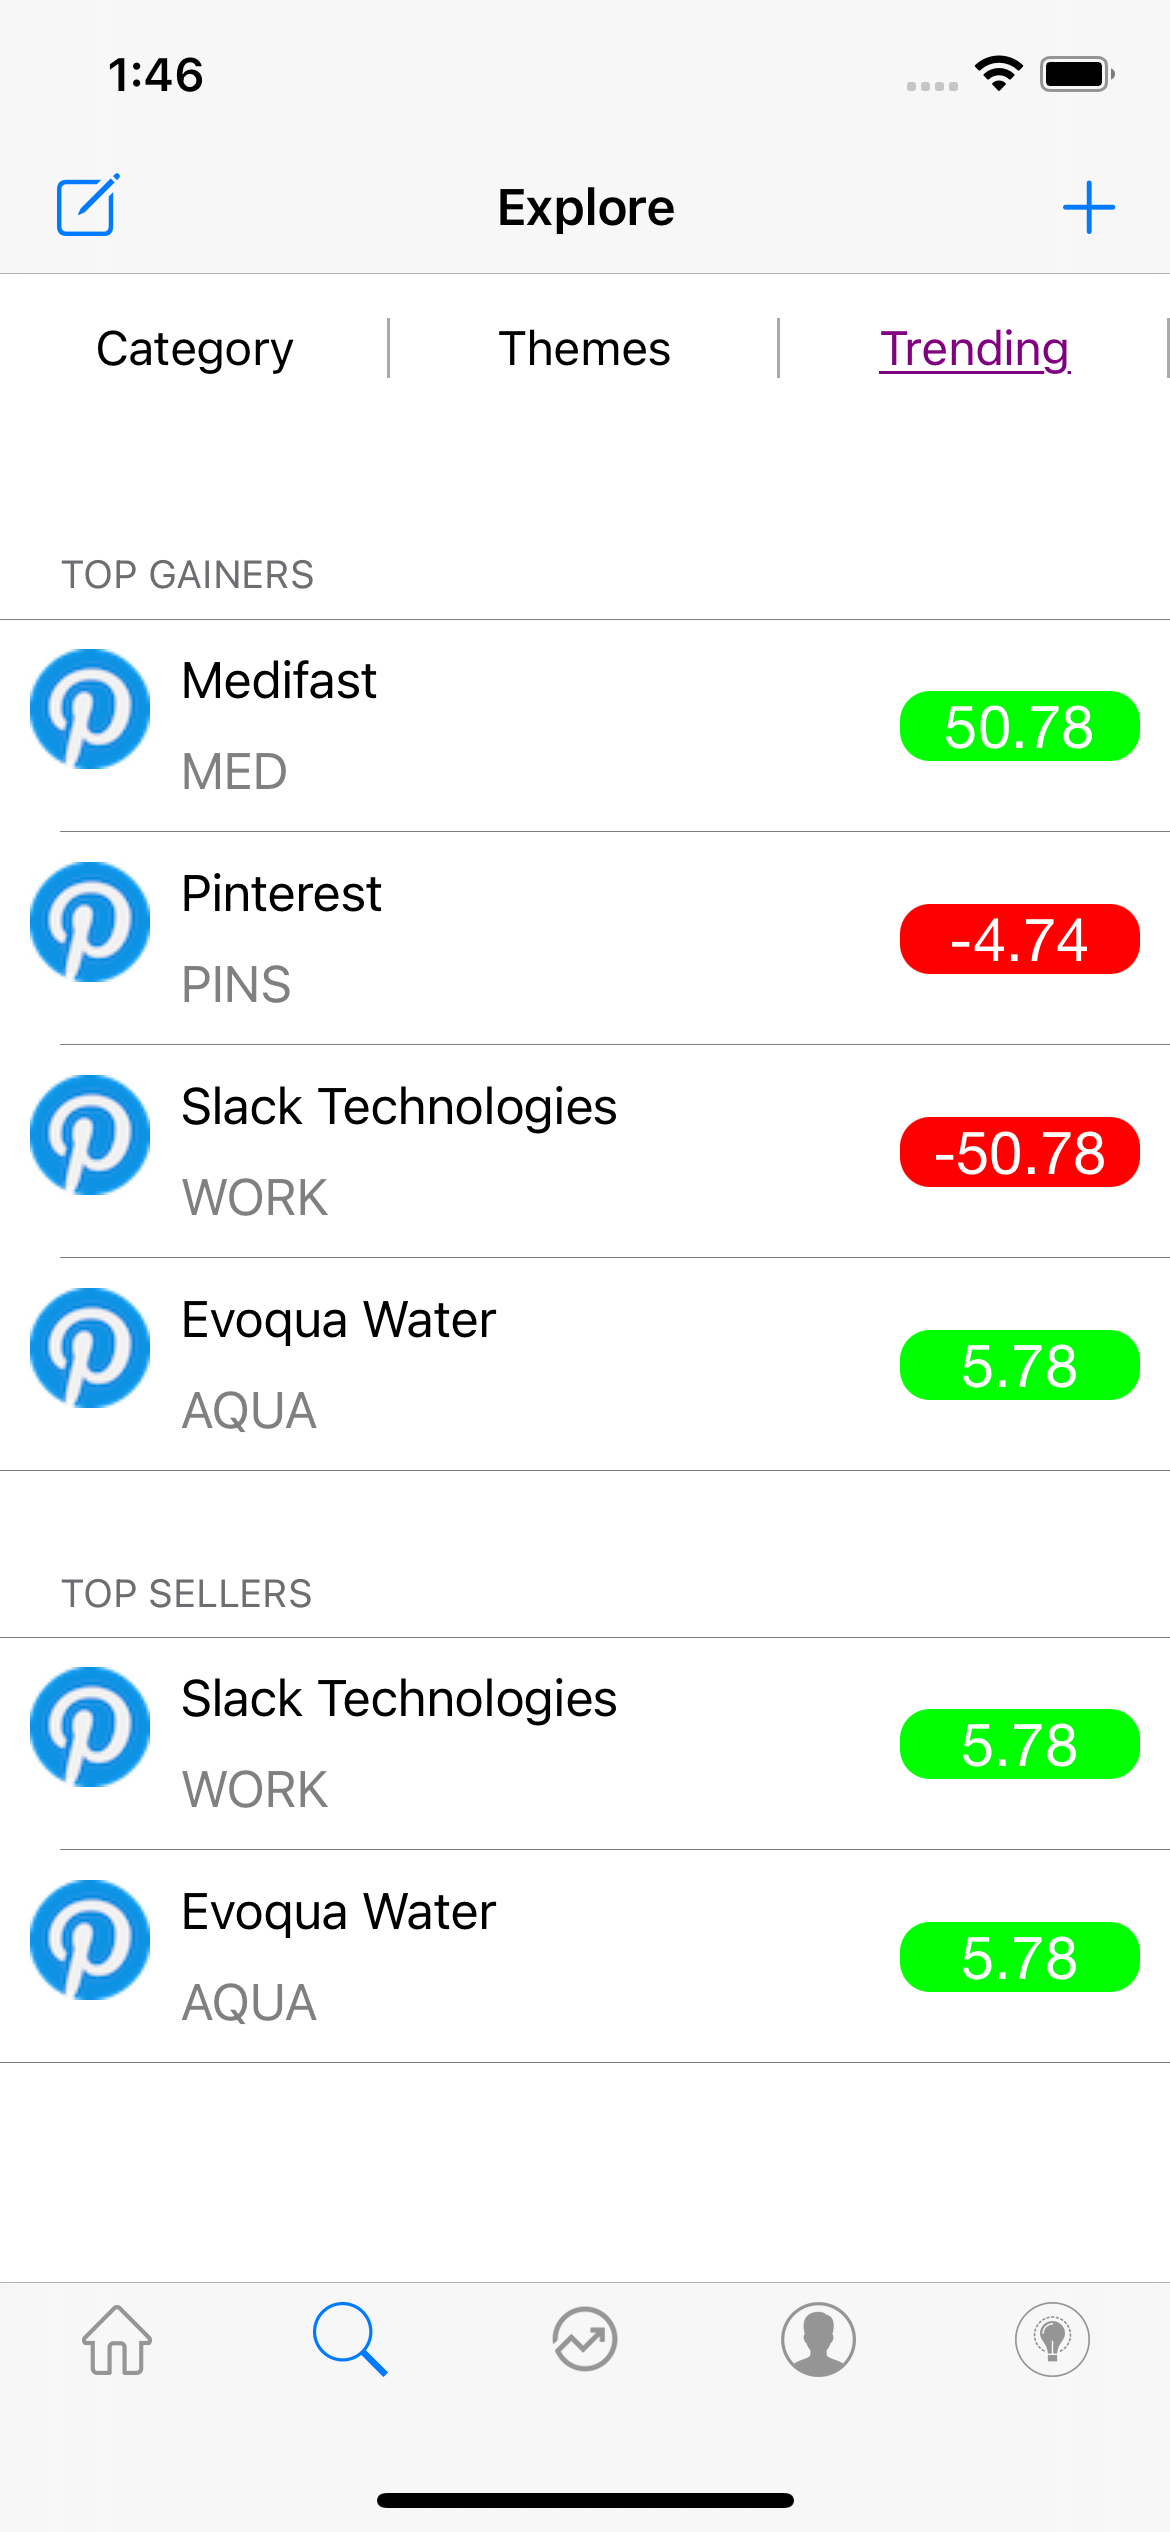 1:46
Explore
Category
Themes
Trending
TOP GAINERS
Medifast
50.78
MED
Pinterest
-4.74
PINS
Slack Technologies
-50.78
WORK
Evoqua Water
5.78
AQUA
TOP SELLERS
Slack Technologies
5.78
WORK
Evoqua Water
5.78
AQUA